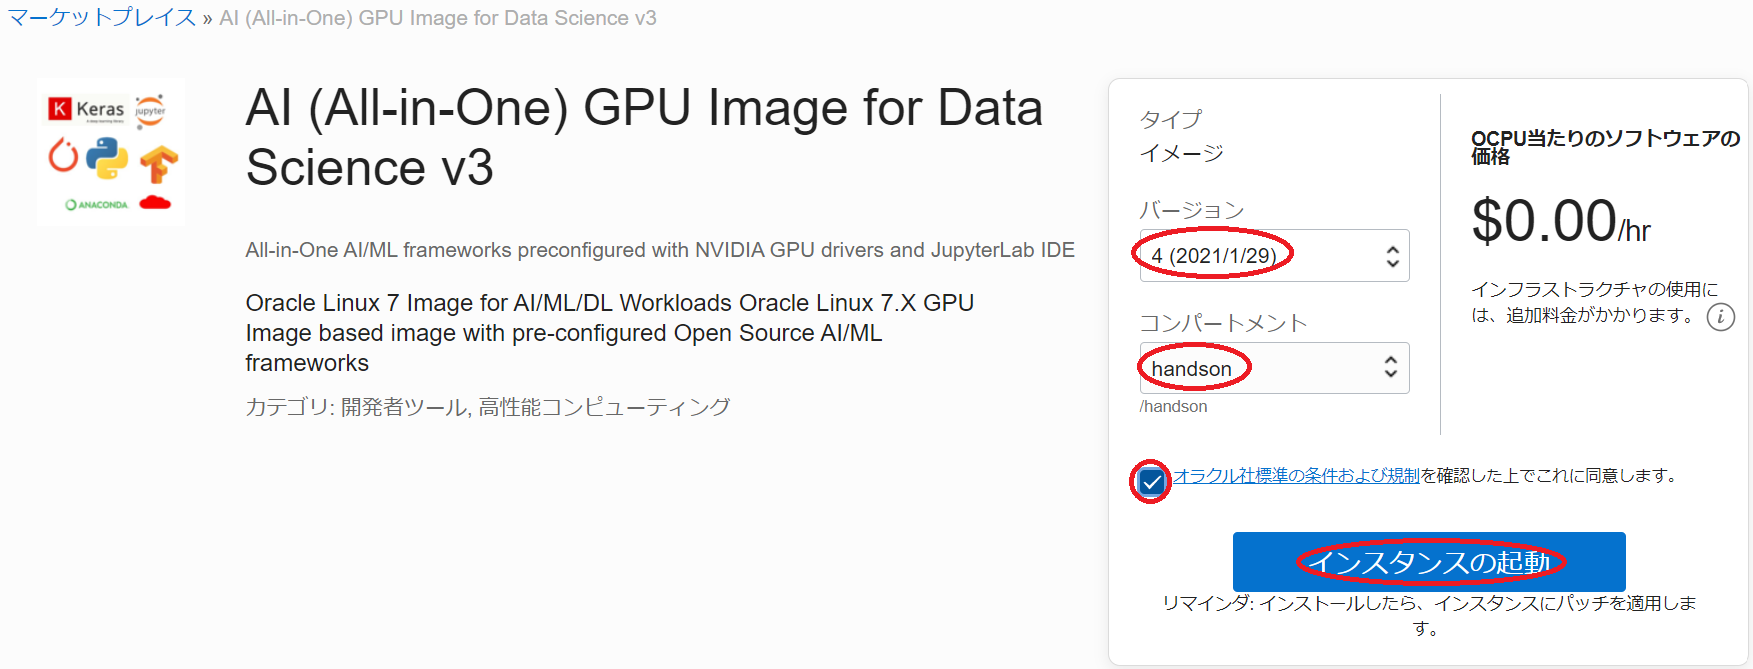 マーケットプレイス » AI (All-in-One) GPU Image for Data Science v3
K Keras
jupyter
ANACONDA
AI (All-in-One) GPU Image for Data
Science v3
All-in-One AI/ML frameworks preconfigured with NVIDIA GPU drivers and JupyterLab IDE
Oracle Linux 7 Image for AI/ML/DL Workloads Oracle Linux 7.X GPU
Image based image with pre-configured Open Source AI/ML
frameworks
カテゴリ: 開発者ツール, 高性能コンピューティング
タイプ
イメージ
バージョン
4 (2021/1/29)
コンパートメント
handson
/handson
OCPU当たりのソフトウェアの
価格
$0.00/hr
インフラストラクチャの使用に
は、追加料金がかかります。 i
オラクル社標準の条件および規制を確認した上でこれに同意します。
インスタンスの起動
リマインダ: インストールしたら、インスタンスにパッチを適用しま
す。